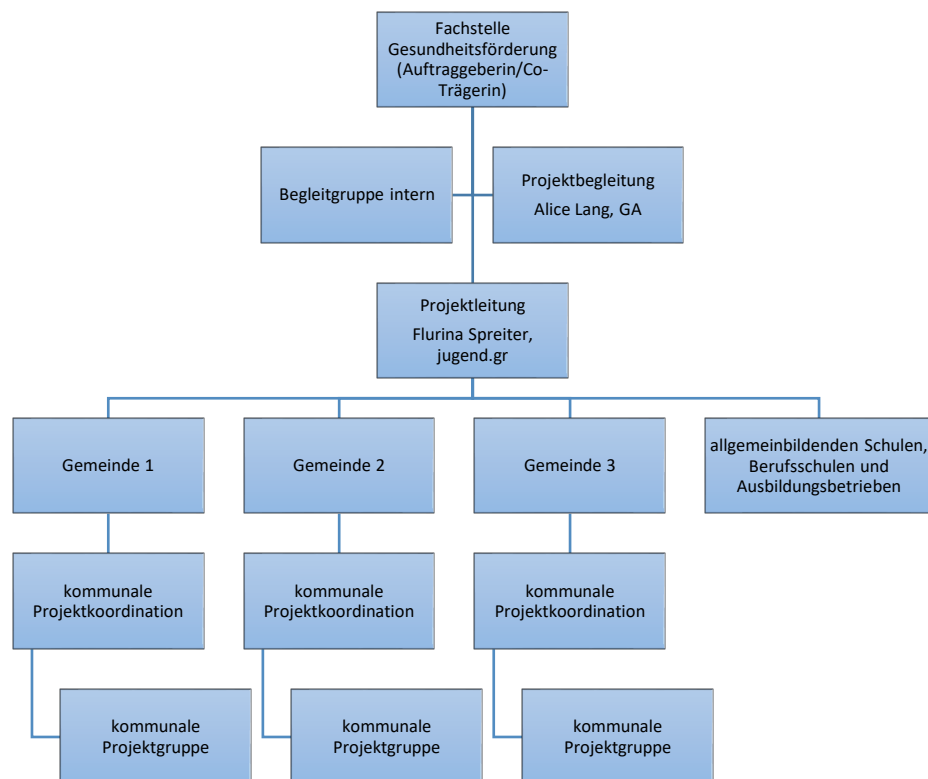 Fachstelle
Gesundheitsförderung
(Auftraggeberin/Co-
Trägerin)
Begleitgruppe intern
Projektbegleitung
Alice Lang, GA
Projektleitung
Flurina Spreiter,
jugend.gr
Gemeinde 1
Gemeinde 2
Gemeinde 3
allgemeinbildenden Schulen,
Berufsschulen und
Ausbildungsbetrieben
kommunale
Projektkoordination
kommunale
Projektkoordination
kommunale
Projektkoordination
kommunale
Projektgruppe
kommunale
Projektgruppe
kommunale
Projektgruppe